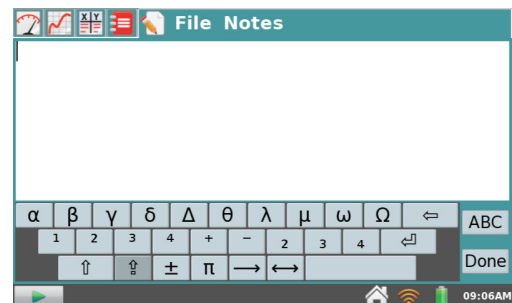 X Y
File Notes
α β γ δ Δ θ λ μ ω Ω ⇦
1 2 3 4 + − 2 3 4 ⏎
⇧ ⇪ ± π ⟶ ⟷
ABC
Done
09:06AM